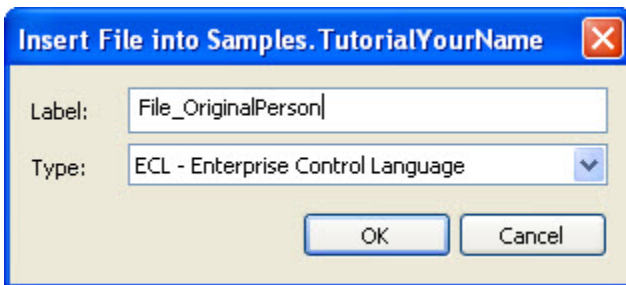 Insert File into Samples.TutorialYourName
Label: File_OriginalPerson
Type: ECL - Enterprise Control Language
OK Cancel